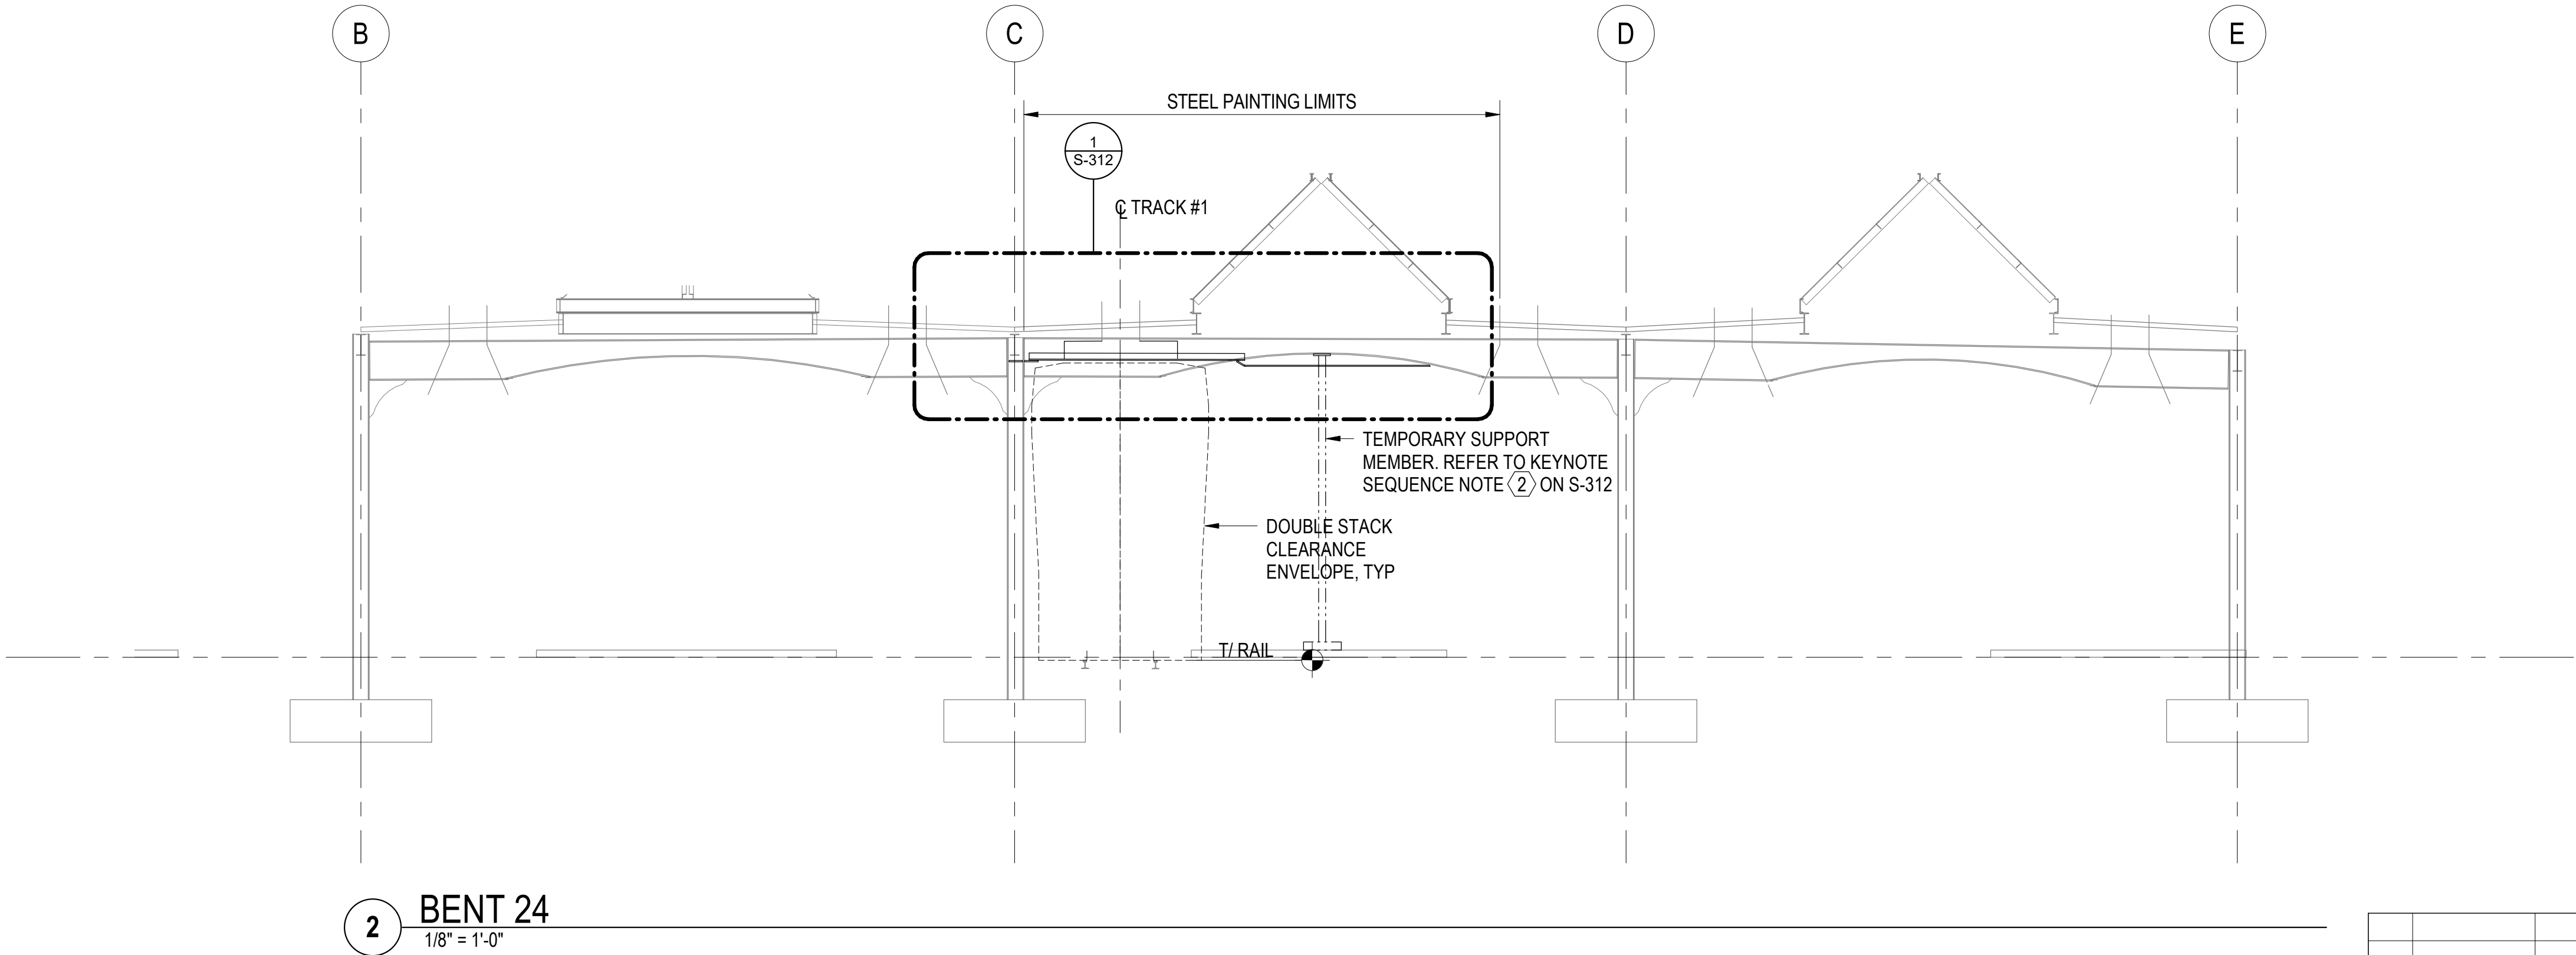 B
C
D
E
STEEL PAINTING LIMITS
1
S-312
℄ TRACK #1
TEMPORARY SUPPORT
MEMBER. REFER TO KEYNOTE
SEQUENCE NOTE 2 ON S-312
DOUBLE STACK
CLEARANCE
ENVELOPE, TYP
T/ RAIL
2
BENT 24
1/8" = 1'-0"